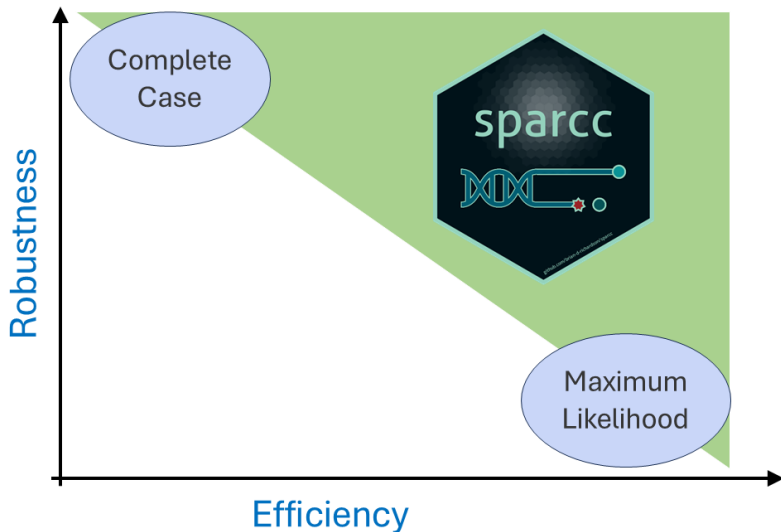 Complete
Case
sparcc
Robustness
Maximum
Likelihood
Efficiency